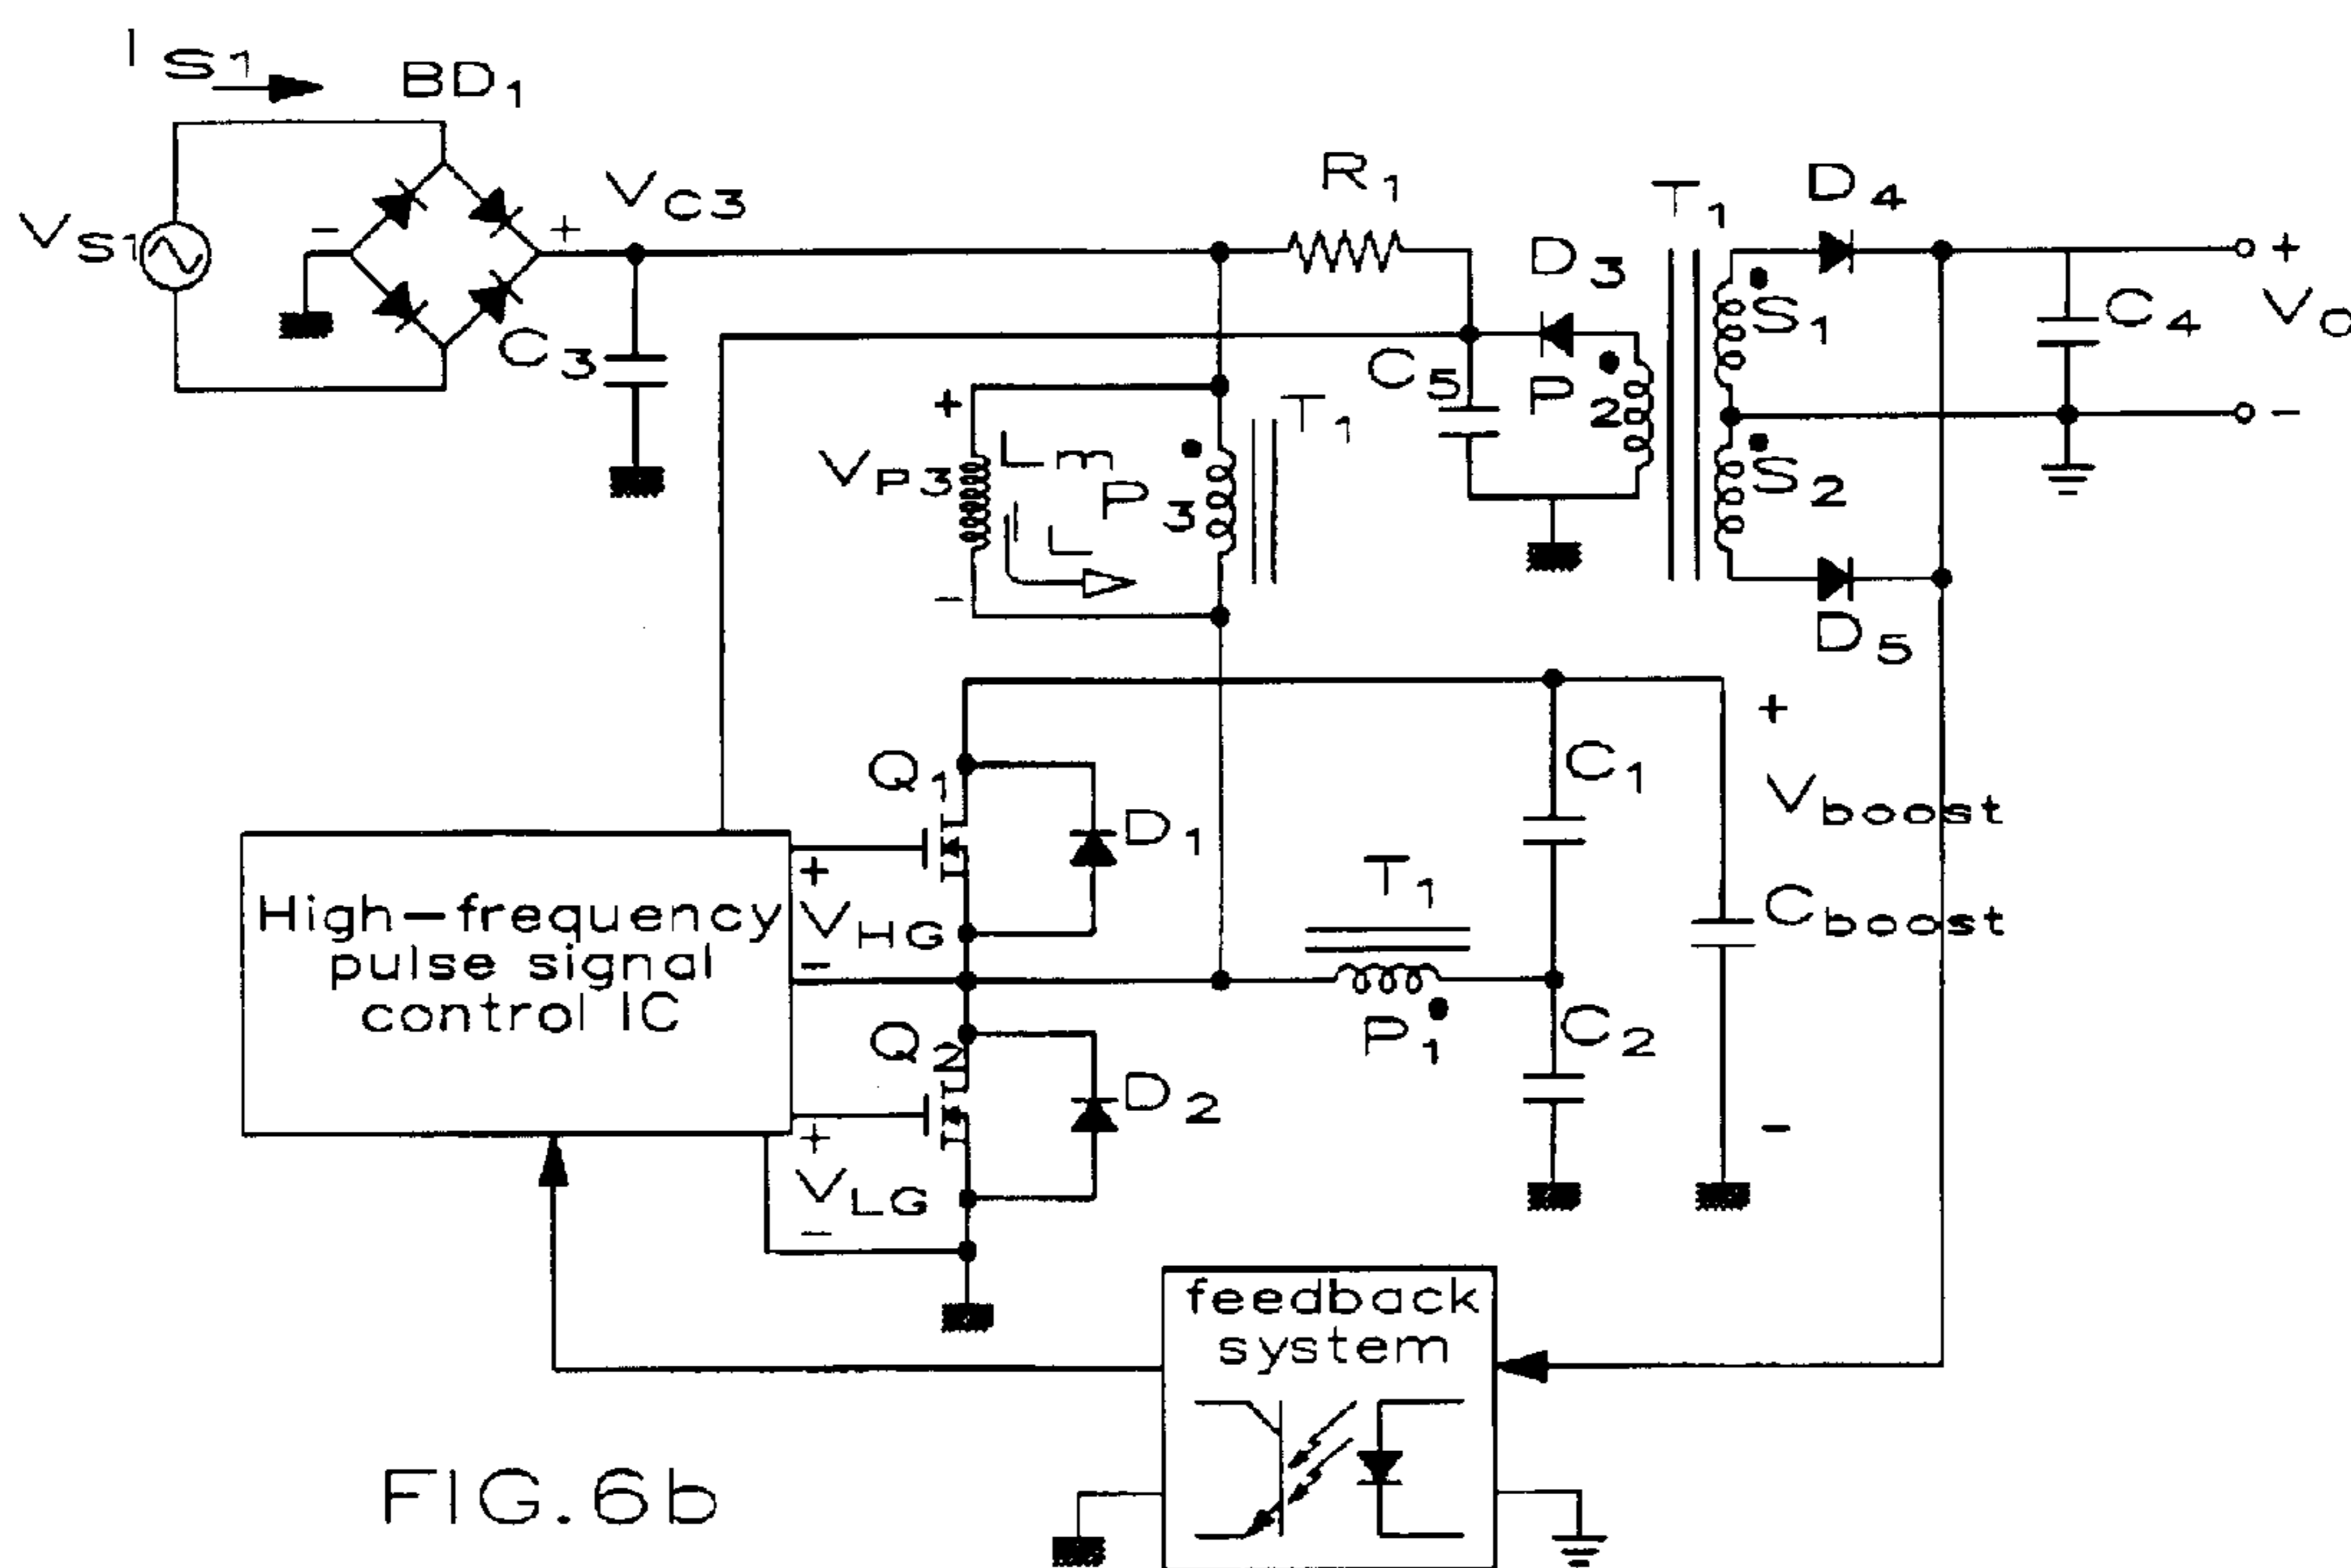 I S1
BD1
VS1
−
+
VC3
R1
T1
D4
D3
+
C3
C5
P2
S1
C4
VO
+
T1
−
VP3
Lm
P3
S2
IL
−
D5
+
Q1
C1
D1
Vboost
+
T1
High-frequency
VHG
Cboost
pulse signal
−
control IC
P1
C2
Q2
D2
+
−
VLG
−
feedback
system
FIG.6b